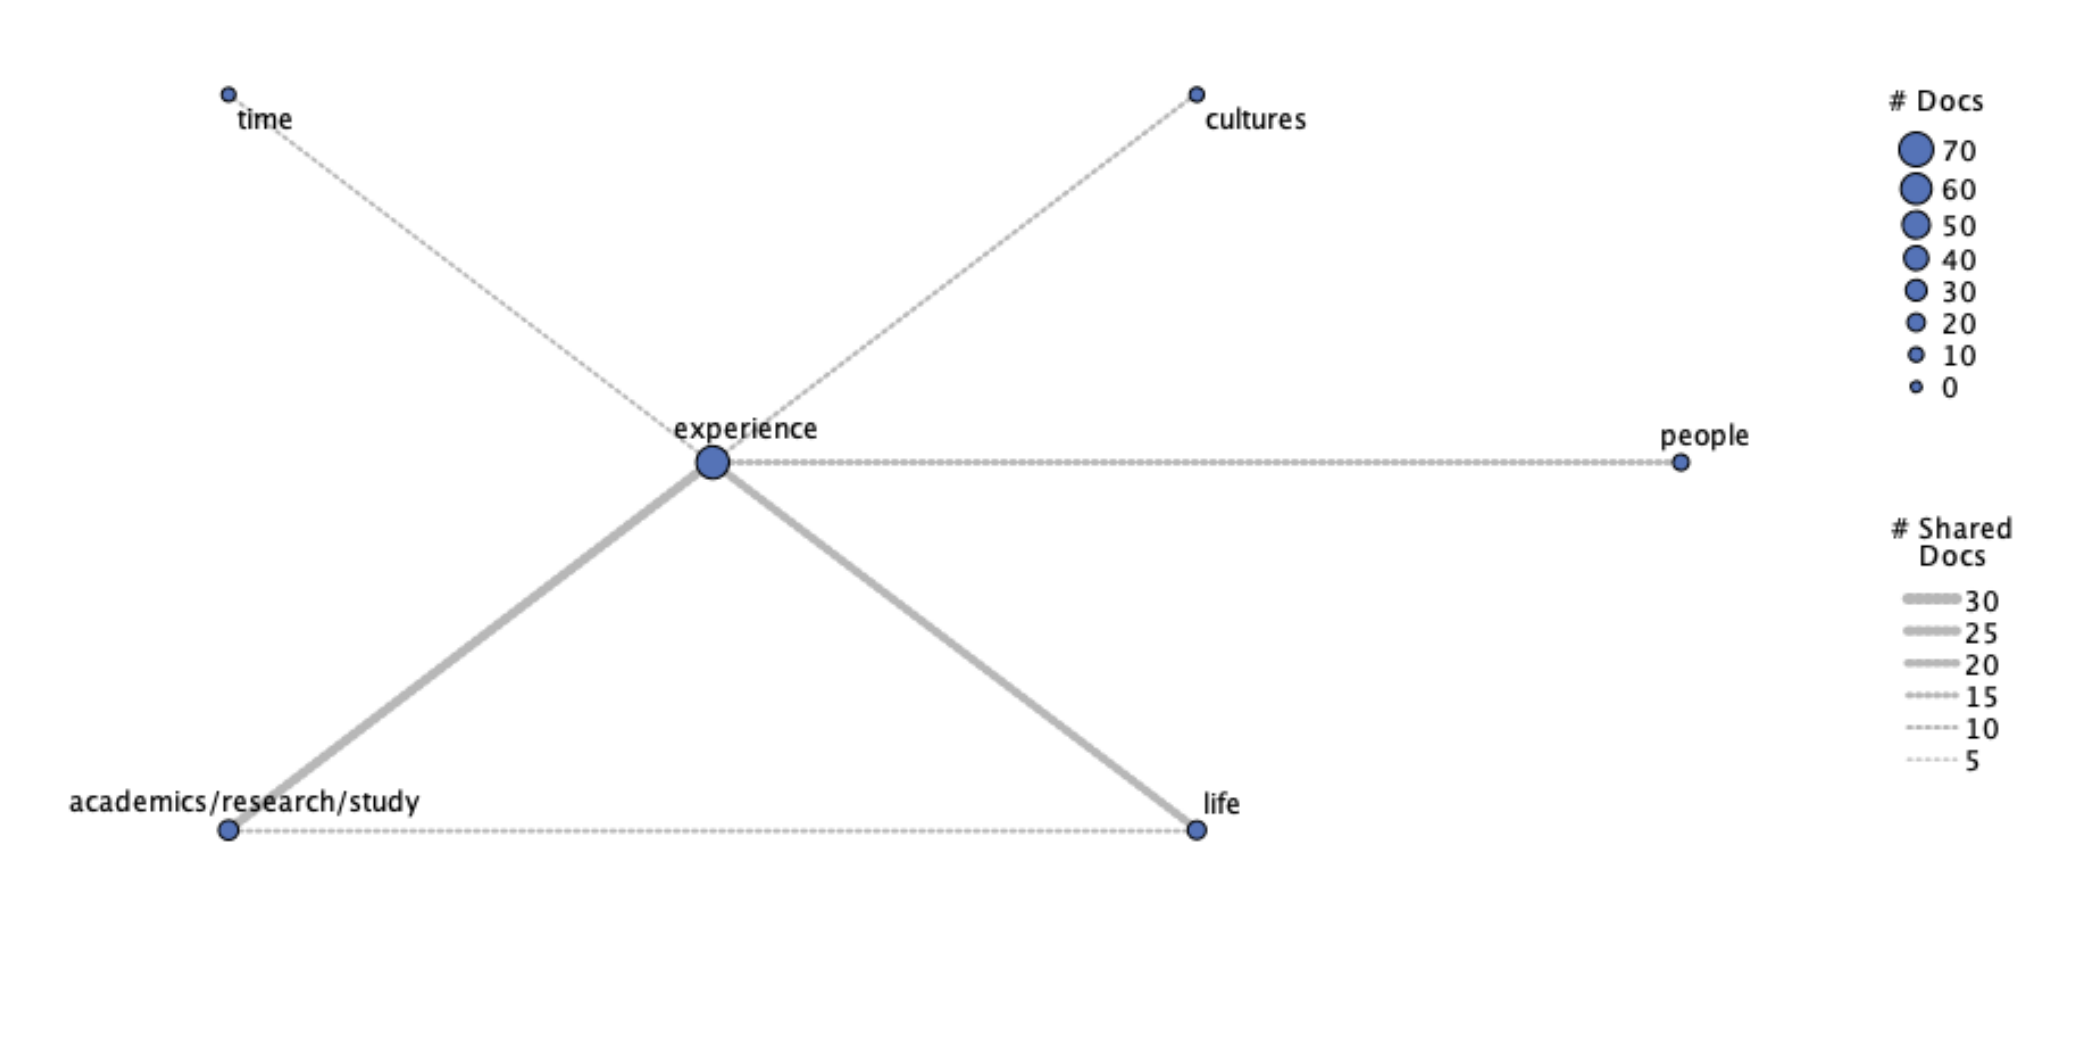 time
cultures
experience
people
academics/research/study
life
# Docs
70
60
50
40
30
20
10
0
# Shared
Docs
30
25
20
15
10
5